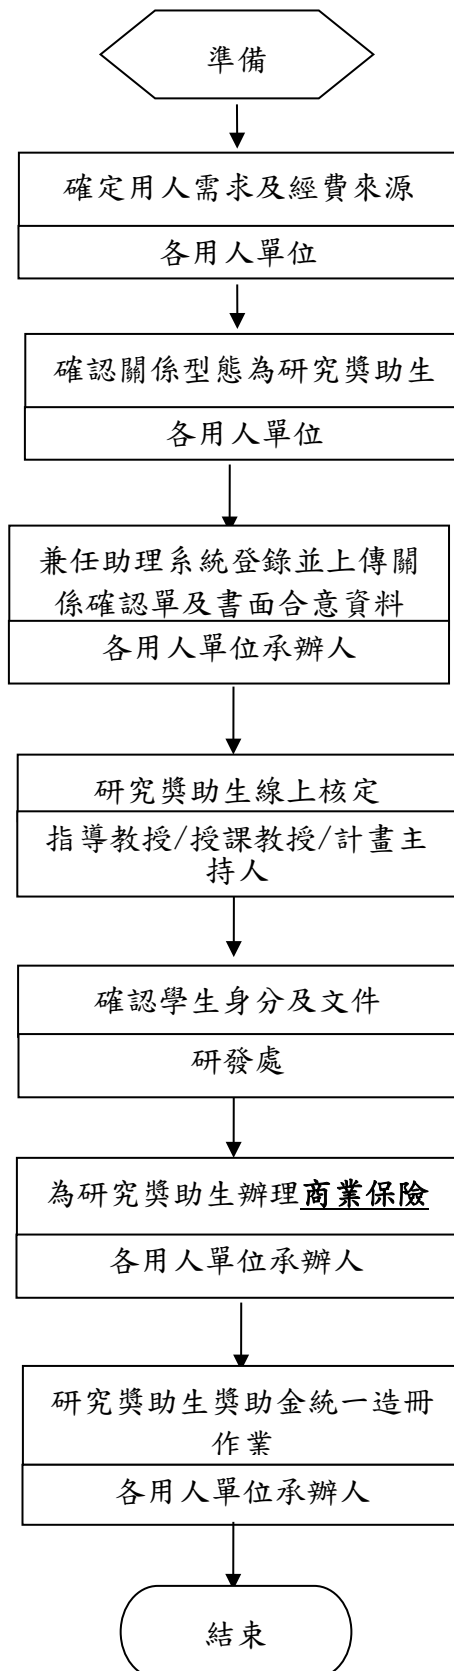 準備
確定用人需求及經費來源
各用人單位
確認關係型態為研究獎助生
各用人單位
兼任助理系統登錄並上傳關
係確認單及書面合意資料
各用人單位承辦人
研究獎助生線上核定
指導教授/授課教授/計畫主
持人
確認學生身分及文件
研發處
為研究獎助生辦理商業保險
各用人單位承辦人
研究獎助生獎助金統一造冊
作業
各用人單位承辦人
結束